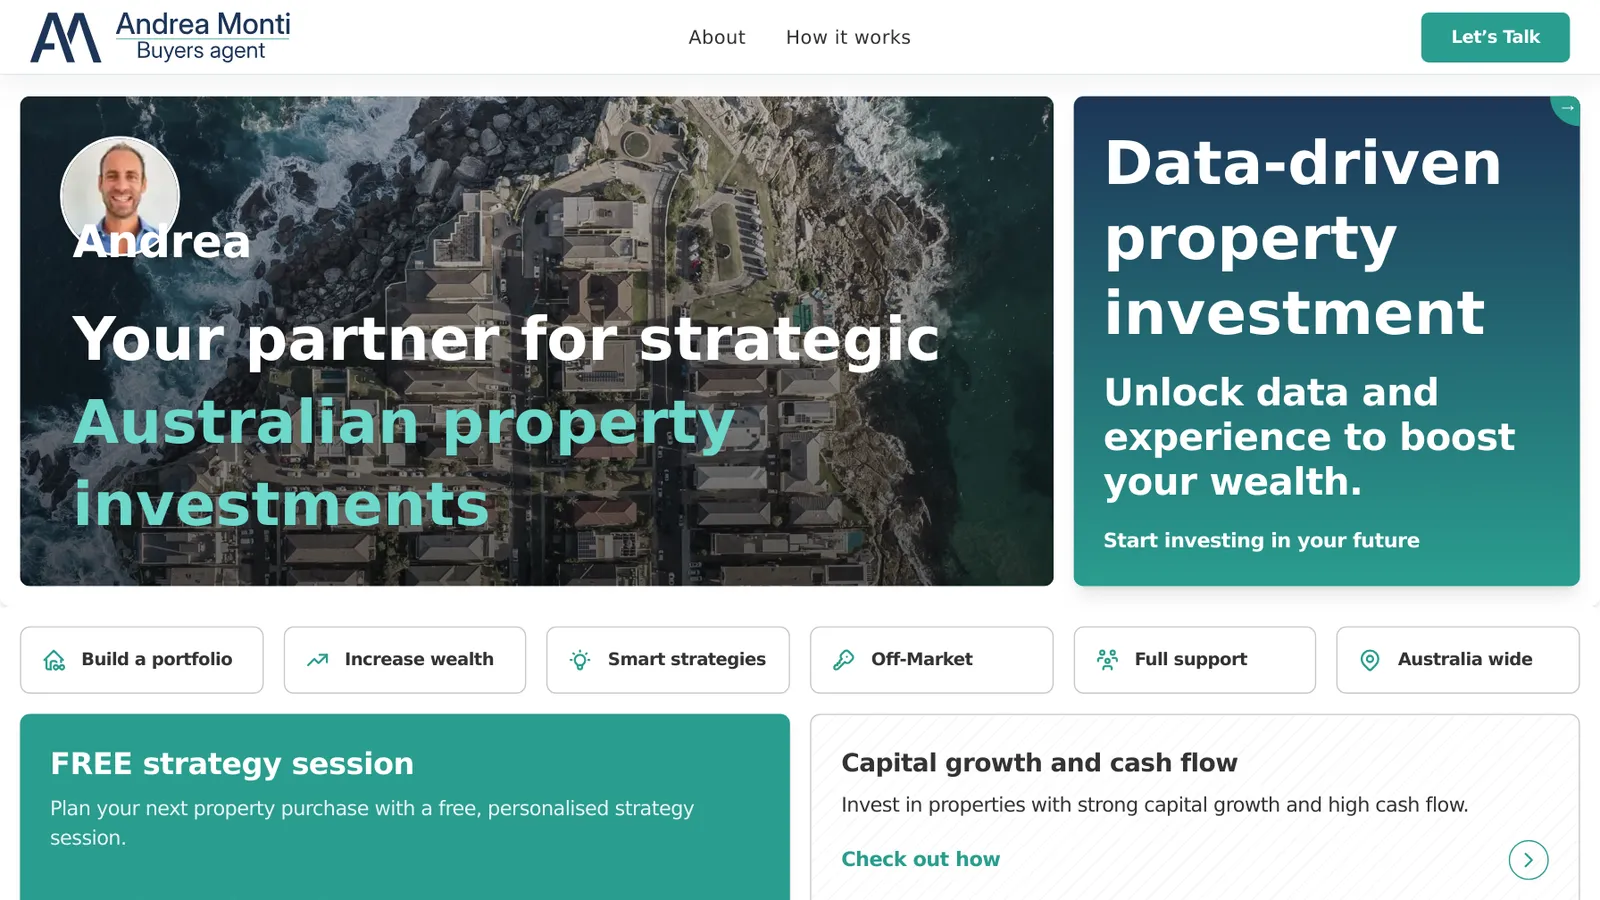 Andrea Monti
Buyers agent
About
How it works
Let’s Talk
Andrea
Your partner for strategic
Australian property
investments
Data-driven
property
investment
Unlock data and
experience to boost
your wealth.
Start investing in your future
Build a portfolio
Increase wealth
Smart strategies
Off-Market
Full support
Australia wide
FREE strategy session
Plan your next property purchase with a free, personalised strategy
session.
Capital growth and cash flow
Invest in properties with strong capital growth and high cash flow.
Check out how